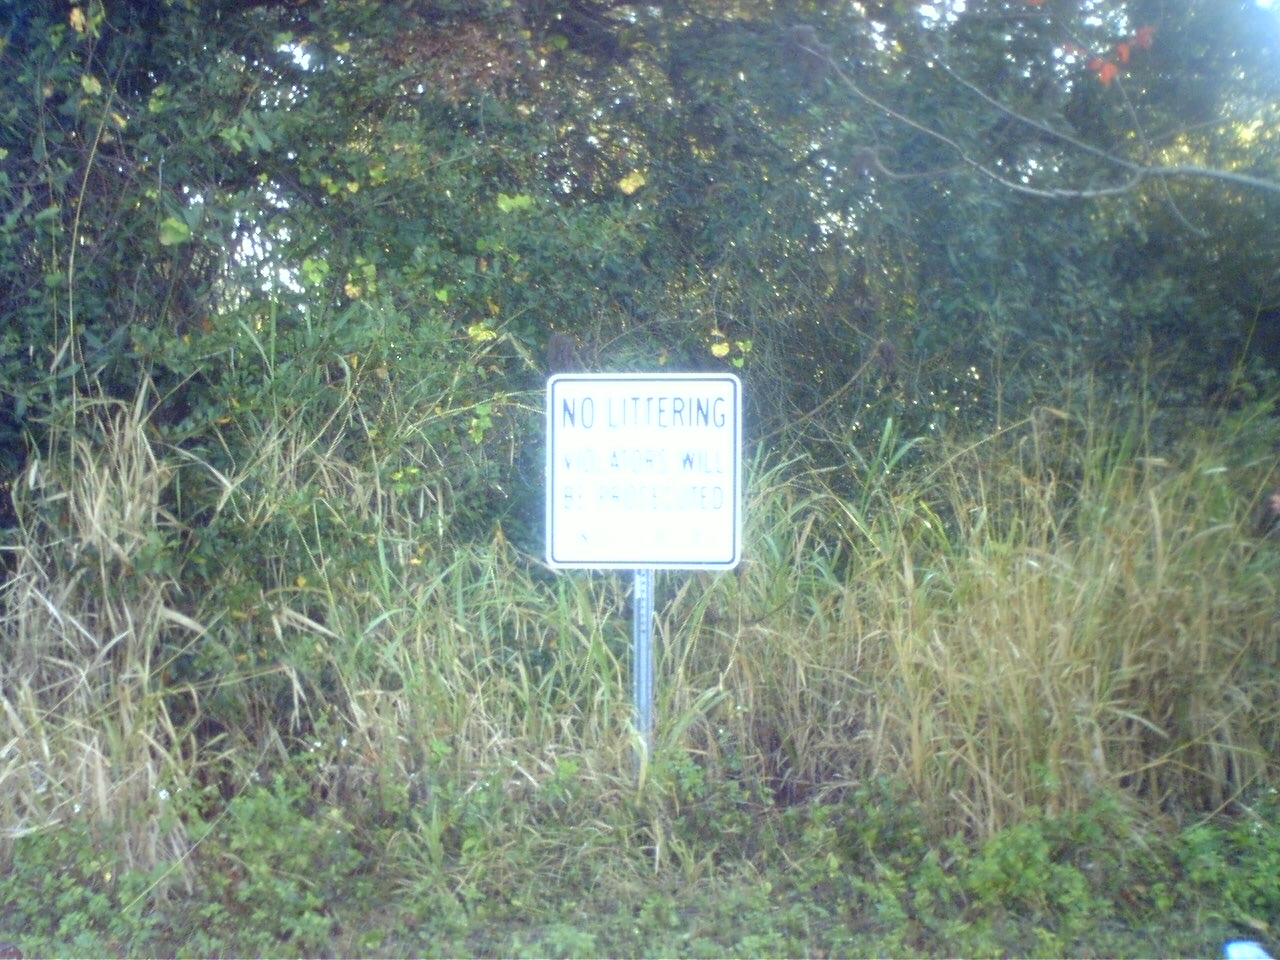 NO LITTERING
VIOLATORS WILL
BE PROSECUTED